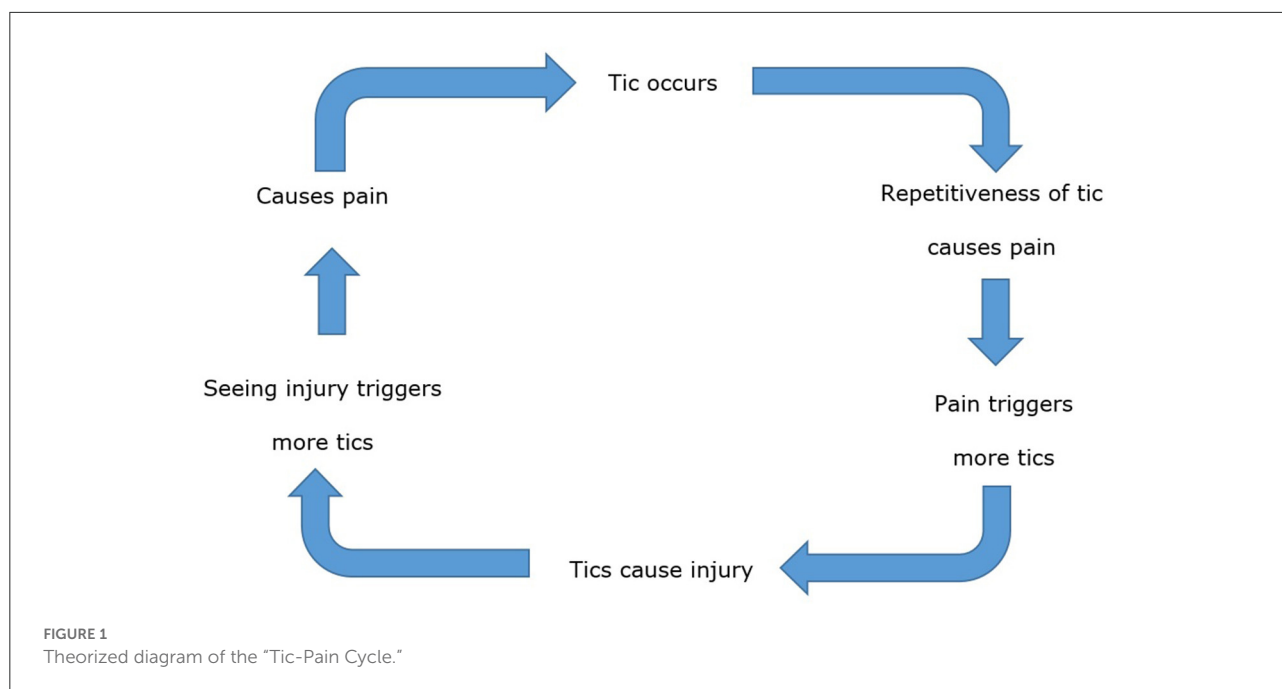 Tic occurs
Repetitiveness of tic
causes pain
Pain triggers
more tics
Tics cause injury
Seeing injury triggers
more tics
Causes pain
FIGURE 1
Theorized diagram of the “Tic-Pain Cycle.”